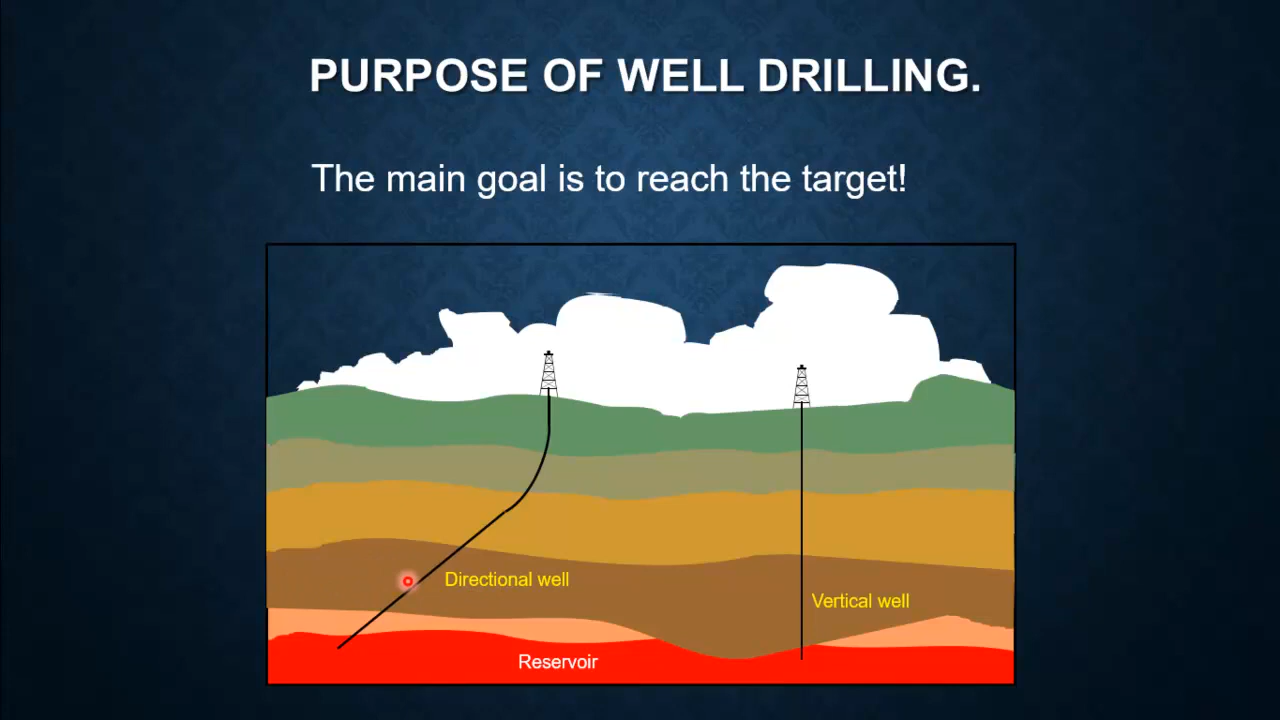 PURPOSE OF WELL DRILLING.
The main goal is to reach the target!
Directional well
Vertical well
Reservoir